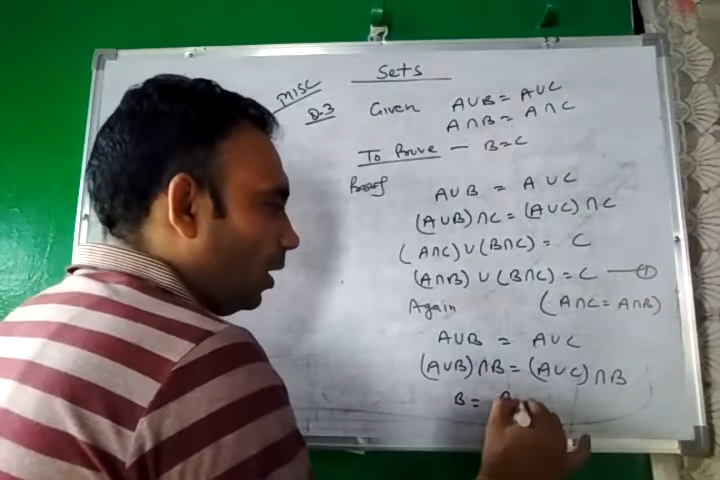 Sets
MISC
Q-3 Given A∪B = A∪C
A∩B = A∩C
To Prove — B=C
Proof
A∪B = A∪C
(A∪B)∩C = (A∪C)∩C
(A∩C)∪(B∩C) = C
(A∩B)∪(B∩C) = C —①
Again (A∩C = A∩B)
A∪B = A∪C
(A∪B)∩B = (A∪C)∩B
B =